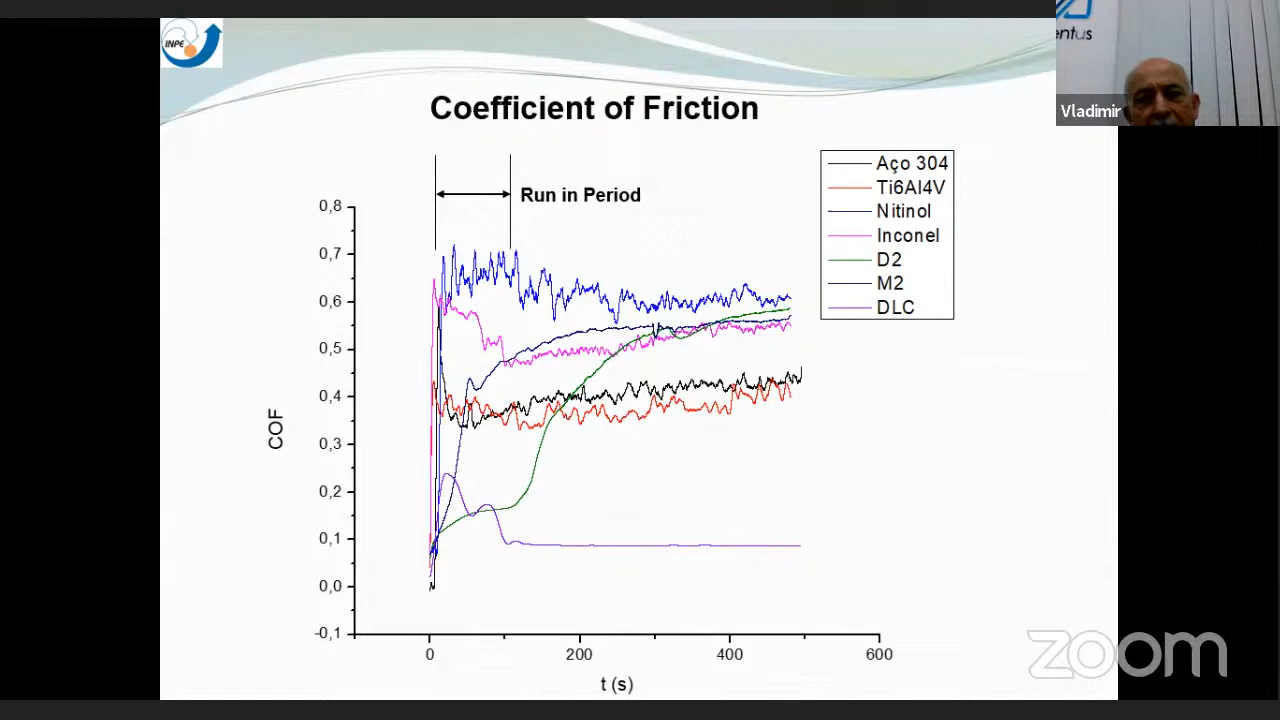 INPE
entus
Vladimir
Coefficient of Friction
Run in Period
Aço 304
Ti6Al4V
Nitinol
Inconel
D2
M2
DLC
0,8
0,7
0,6
0,5
0,4
0,3
0,2
0,1
0,0
-0,1
COF
0
200
400
600
t (s)
zoom